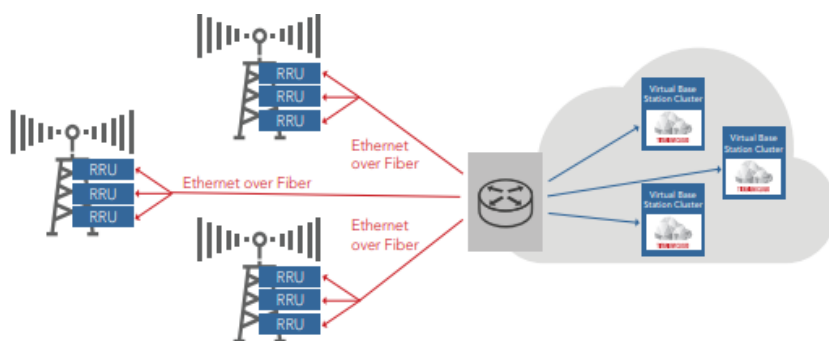 RRU
RRU
RRU
Ethernet
over Fiber
RRU
RRU
RRU
Ethernet over Fiber
Ethernet
over Fiber
RRU
RRU
RRU
Virtual Base
Station Cluster
Virtual Base
Station Cluster
Virtual Base
Station Cluster